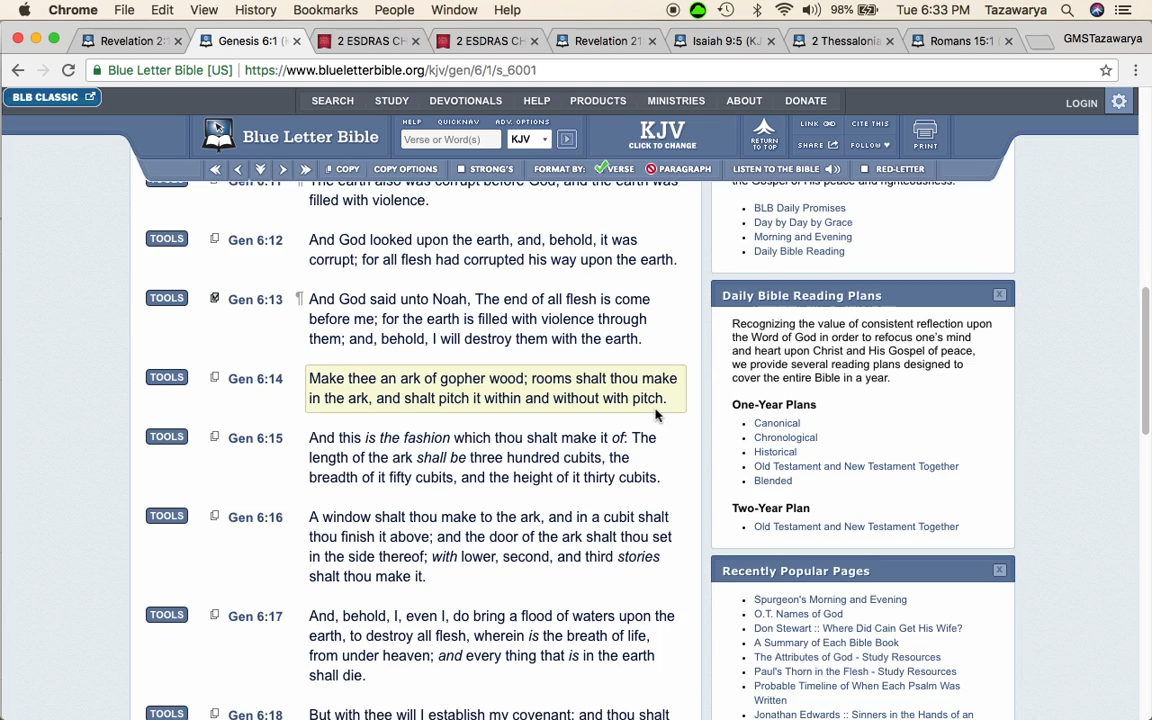 Chrome File Edit View History Bookmarks People Window Help 98% Tue 6:33 PM Tazawarya
Revelation 2:1 Genesis 6:1 ( 2 ESDRAS CH 2 ESDRAS CH Revelation 21 Isaiah 9:5 (KJ 2 Thessaloni Romans 15:1 GMSTazawarya
Blue Letter Bible [US] https://www.blueletterbible.org/kjv/gen/6/1/s_6001
BLB CLASSIC
SEARCH STUDY DEVOTIONALS HELP PRODUCTS MINISTRIES ABOUT DONATE LOGIN
Blue Letter Bible
HELP QUICKNAV ADV. OPTIONS
Verse or Word(s) KJV
KJV
CLICK TO CHANGE
RETURN
TO TOP
LINK CITE THIS
SHARE FOLLOW
PRINT
COPY COPY OPTIONS STRONG'S FORMAT BY: VERSE PARAGRAPH LISTEN TO THE BIBLE RED-LETTER
TOOLS Gen 6:11 ¶ The earth also was corrupt before God, and the earth was
filled with violence.
TOOLS Gen 6:12 And God looked upon the earth, and, behold, it was
corrupt; for all flesh had corrupted his way upon the earth.
TOOLS Gen 6:13 ¶ And God said unto Noah, The end of all flesh is come
before me; for the earth is filled with violence through
them; and, behold, I will destroy them with the earth.
TOOLS Gen 6:14 Make thee an ark of gopher wood; rooms shalt thou make
in the ark, and shalt pitch it within and without with pitch.
TOOLS Gen 6:15 And this is the fashion which thou shalt make it of: The
length of the ark shall be three hundred cubits, the
breadth of it fifty cubits, and the height of it thirty cubits.
TOOLS Gen 6:16 A window shalt thou make to the ark, and in a cubit shalt
thou finish it above; and the door of the ark shalt thou set
in the side thereof; with lower, second, and third stories
shalt thou make it.
TOOLS Gen 6:17 And, behold, I, even I, do bring a flood of waters upon the
earth, to destroy all flesh, wherein is the breath of life,
from under heaven; and every thing that is in the earth
shall die.
TOOLS Gen 6:18 But with thee will I establish my covenant; and thou shalt
the Gospel of His peace and righteousness.
BLB Daily Promises
Day by Day by Grace
Morning and Evening
Daily Bible Reading
Daily Bible Reading Plans
Recognizing the value of consistent reflection upon
the Word of God in order to refocus one's mind
and heart upon Christ and His Gospel of peace,
we provide several reading plans designed to
cover the entire Bible in a year.
One-Year Plans
Canonical
Chronological
Historical
Old Testament and New Testament Together
Blended
Two-Year Plan
Old Testament and New Testament Together
Recently Popular Pages
Spurgeon's Morning and Evening
O.T. Names of God
Don Stewart :: Where Did Cain Get His Wife?
A Summary of Each Bible Book
The Attributes of God - Study Resources
Paul's Thorn in the Flesh - Study Resources
Probable Timeline of When Each Psalm Was
Written
Jonathan Edwards :: Sinners in the Hands of an